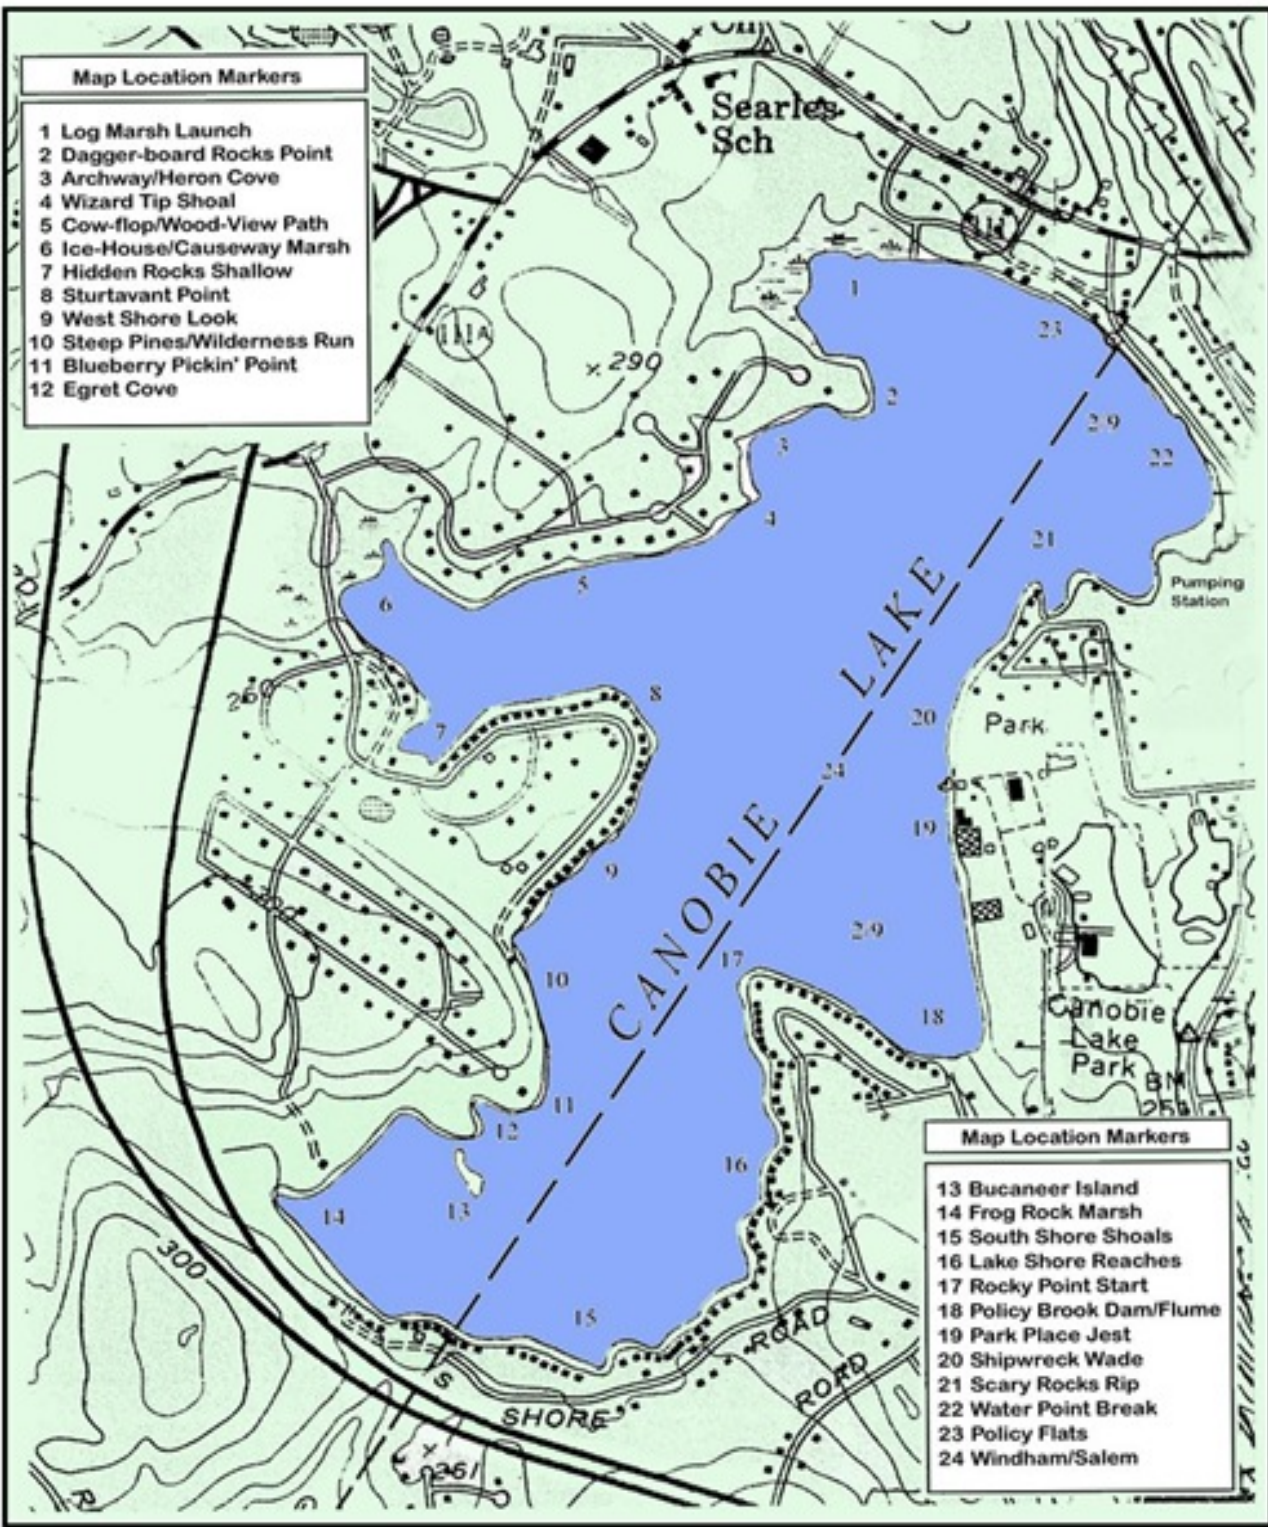 Ch
Map Location Markers
1 Log Marsh Launch
2 Dagger-board Rocks Point
3 Archway/Heron Cove
4 Wizard Tip Shoal
5 Cow-flop/Wood-View Path
6 Ice-House/Causeway Marsh
7 Hidden Rocks Shallow
8 Sturtavant Point
9 West Shore Look
10 Steep Pines/Wilderness Run
11 Blueberry Pickin' Point
12 Egret Cove
Searles
Sch
111
1
23
111A
290
2
2/9
3
22
4
21
5
Pumping
Station
6
260
8
20
Park
7
24
19
9
CANOBIE LAKE
2/9
17
10
18
Canobie
Lake
Park
BM
251
11
12
16
13
14
300
15
ROAD
S
SHORE
ROAD
261
Map Location Markers
13 Bucaneer Island
14 Frog Rock Marsh
15 South Shore Shoals
16 Lake Shore Reaches
17 Rocky Point Start
18 Policy Brook Dam/Flume
19 Park Place Jest
20 Shipwreck Wade
21 Scary Rocks Rip
22 Water Point Break
23 Policy Flats
24 Windham/Salem